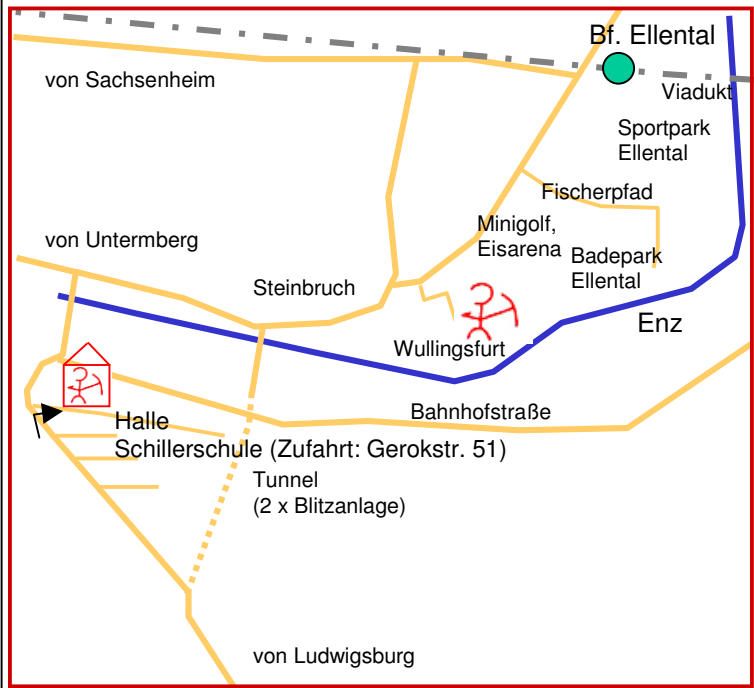 Bf. Ellental
von Sachsenheim
Viadukt
Sportpark
Ellental
Fischerpfad
Minigolf,
Eisarena
von Untermberg
Badepark
Ellental
Steinbruch
Enz
Wullingsfurt
Bahnhofstraße
Halle
Schillerschule (Zufahrt: Gerokstr. 51)
Tunnel
(2 x Blitzanlage)
von Ludwigsburg